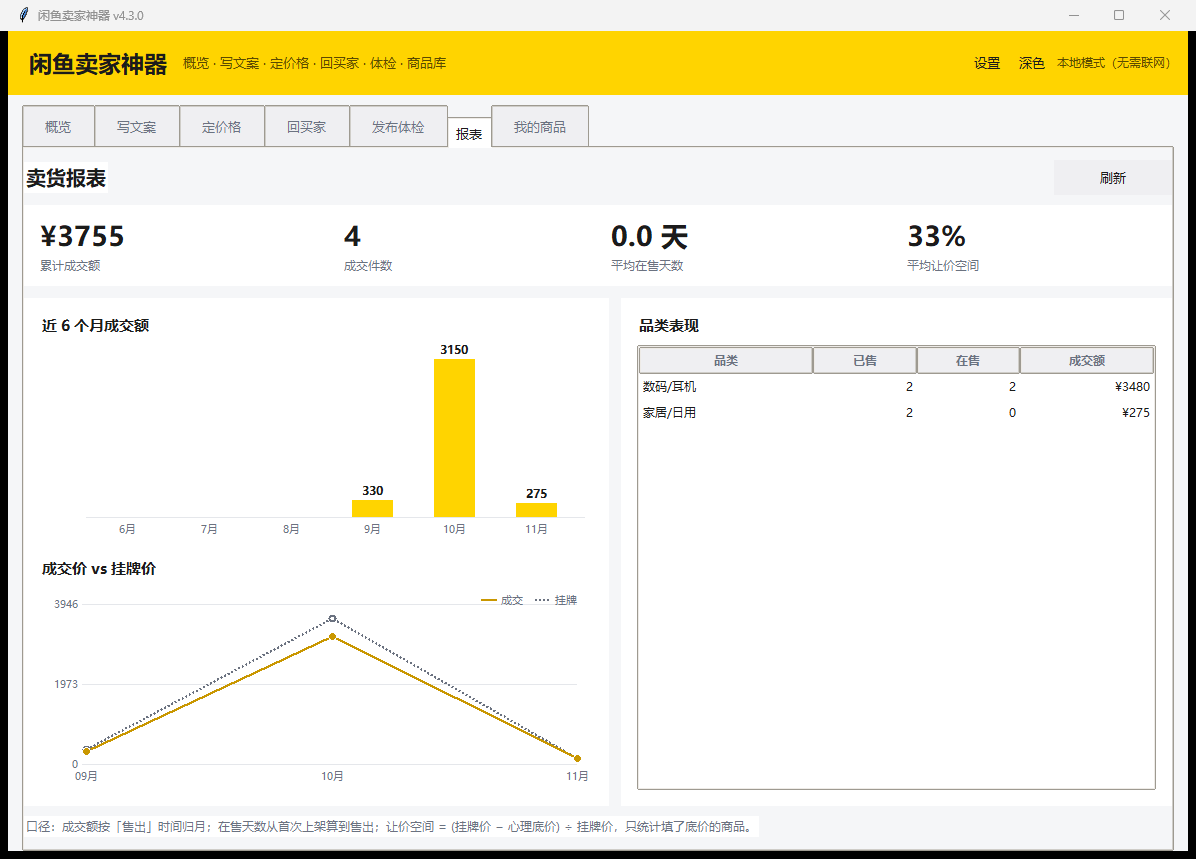 闲鱼卖家神器 v4.3.0
闲鱼卖家神器 概览 · 写文案 · 定价格 · 回买家 · 体检 · 商品库 设置 深色 本地模式（无需联网）
概览 写文案 定价格 回买家 发布体检 报表 我的商品
卖货报表 刷新
¥3755 4 0.0 天 33%
累计成交额 成交件数 平均在售天数 平均让价空间
近 6 个月成交额
3150
330
275
6月 7月 8月 9月 10月 11月
成交价 vs 挂牌价
成交 挂牌
3946
1973
0
09月 10月 11月
品类表现
品类 已售 在售 成交额
数码/耳机 2 2 ¥3480
家居/日用 2 0 ¥275
口径：成交额按「售出」时间归月；在售天数从首次上架算到售出；让价空间 = (挂牌价 − 心理底价) ÷ 挂牌价，只统计填了底价的商品。